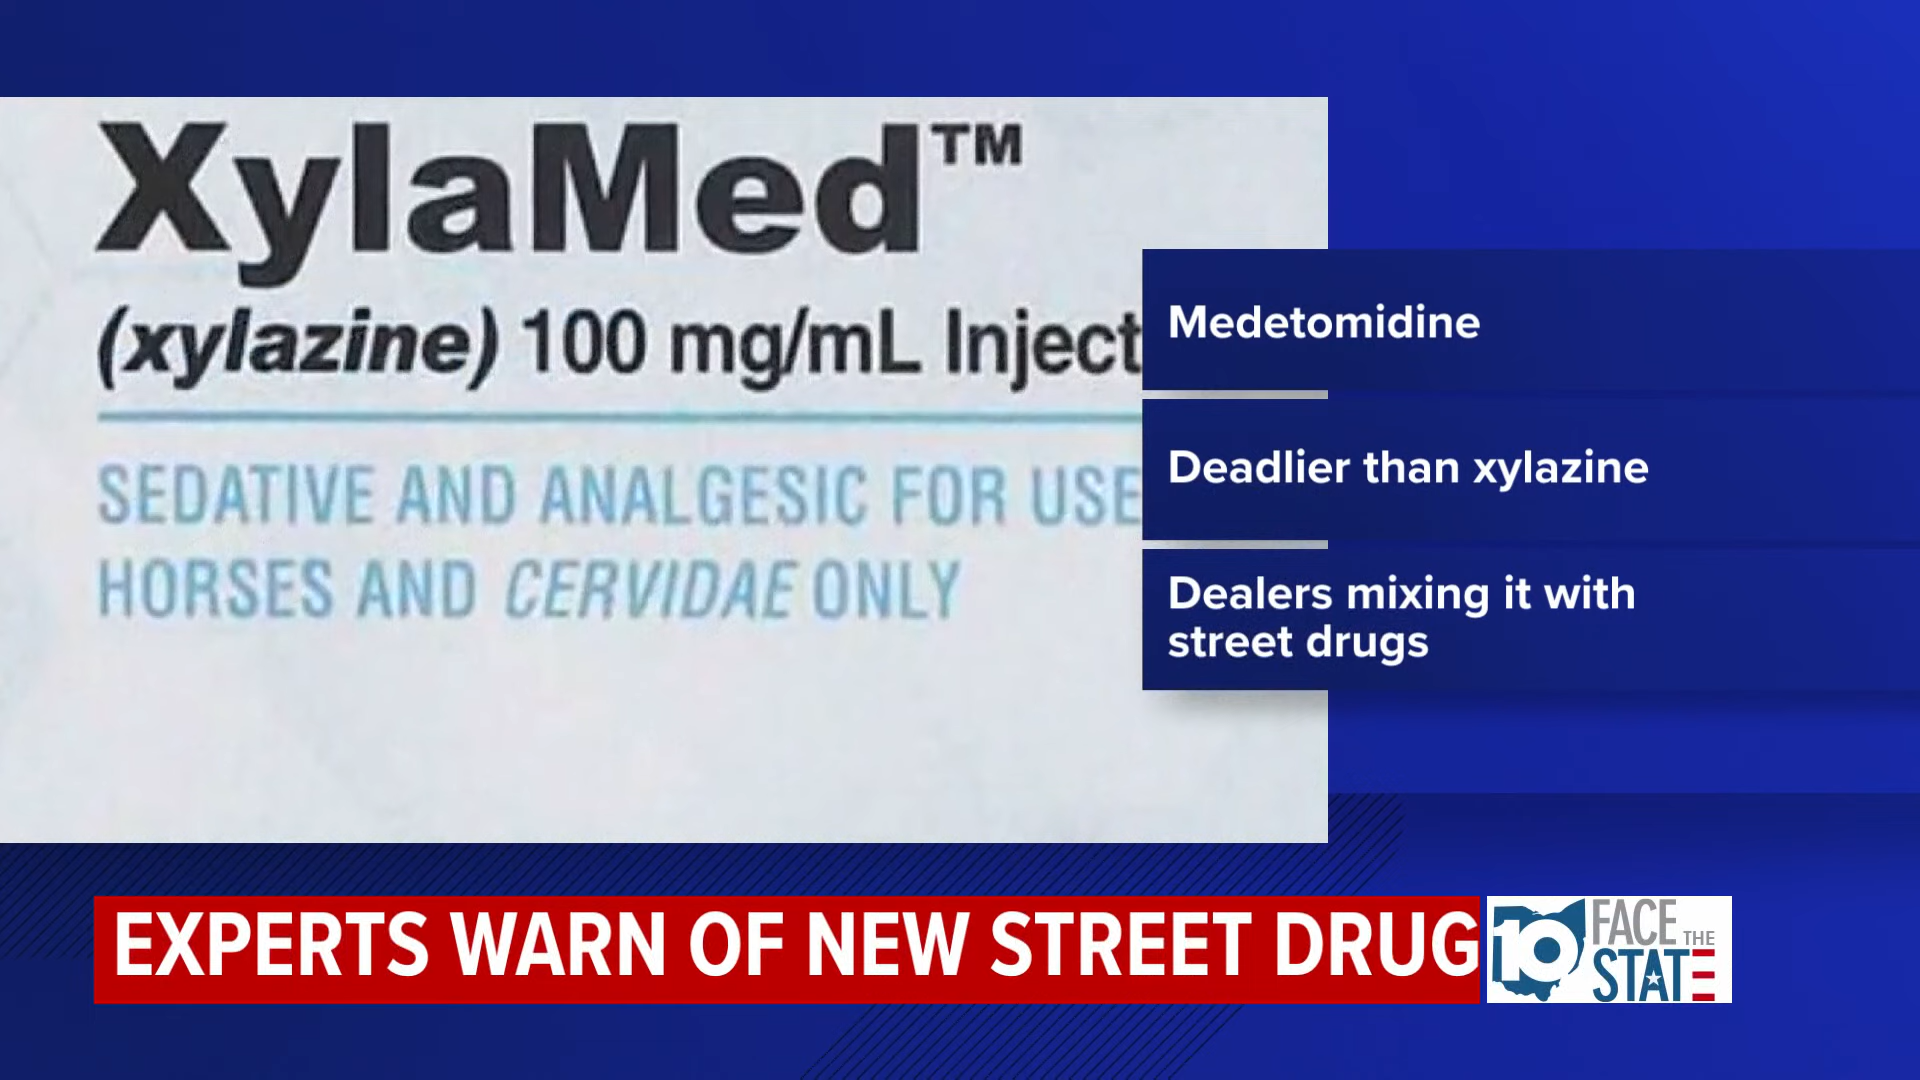 XylaMed™
(xylazine) 100 mg/mL Inject
SEDATIVE AND ANALGESIC FOR USE
HORSES AND CERVIDAE ONLY
Medetomidine
Deadlier than xylazine
Dealers mixing it with
street drugs
EXPERTS WARN OF NEW STREET DRUG
10
FACE THE
STATE